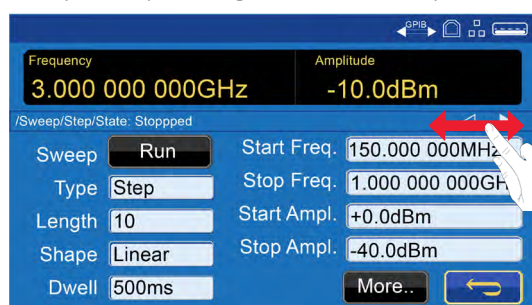 GPIB
Frequency
Amplitude
3.000 000 000GHz
-10.0dBm
/Sweep/Step/State: Stoppped
Sweep Run
Start Freq. 150.000 000MHz
Type Step
Stop Freq. 1.000 000 000GH
Length 10
Start Ampl. +0.0dBm
Shape Linear
Stop Ampl. -40.0dBm
Dwell 500ms
More..